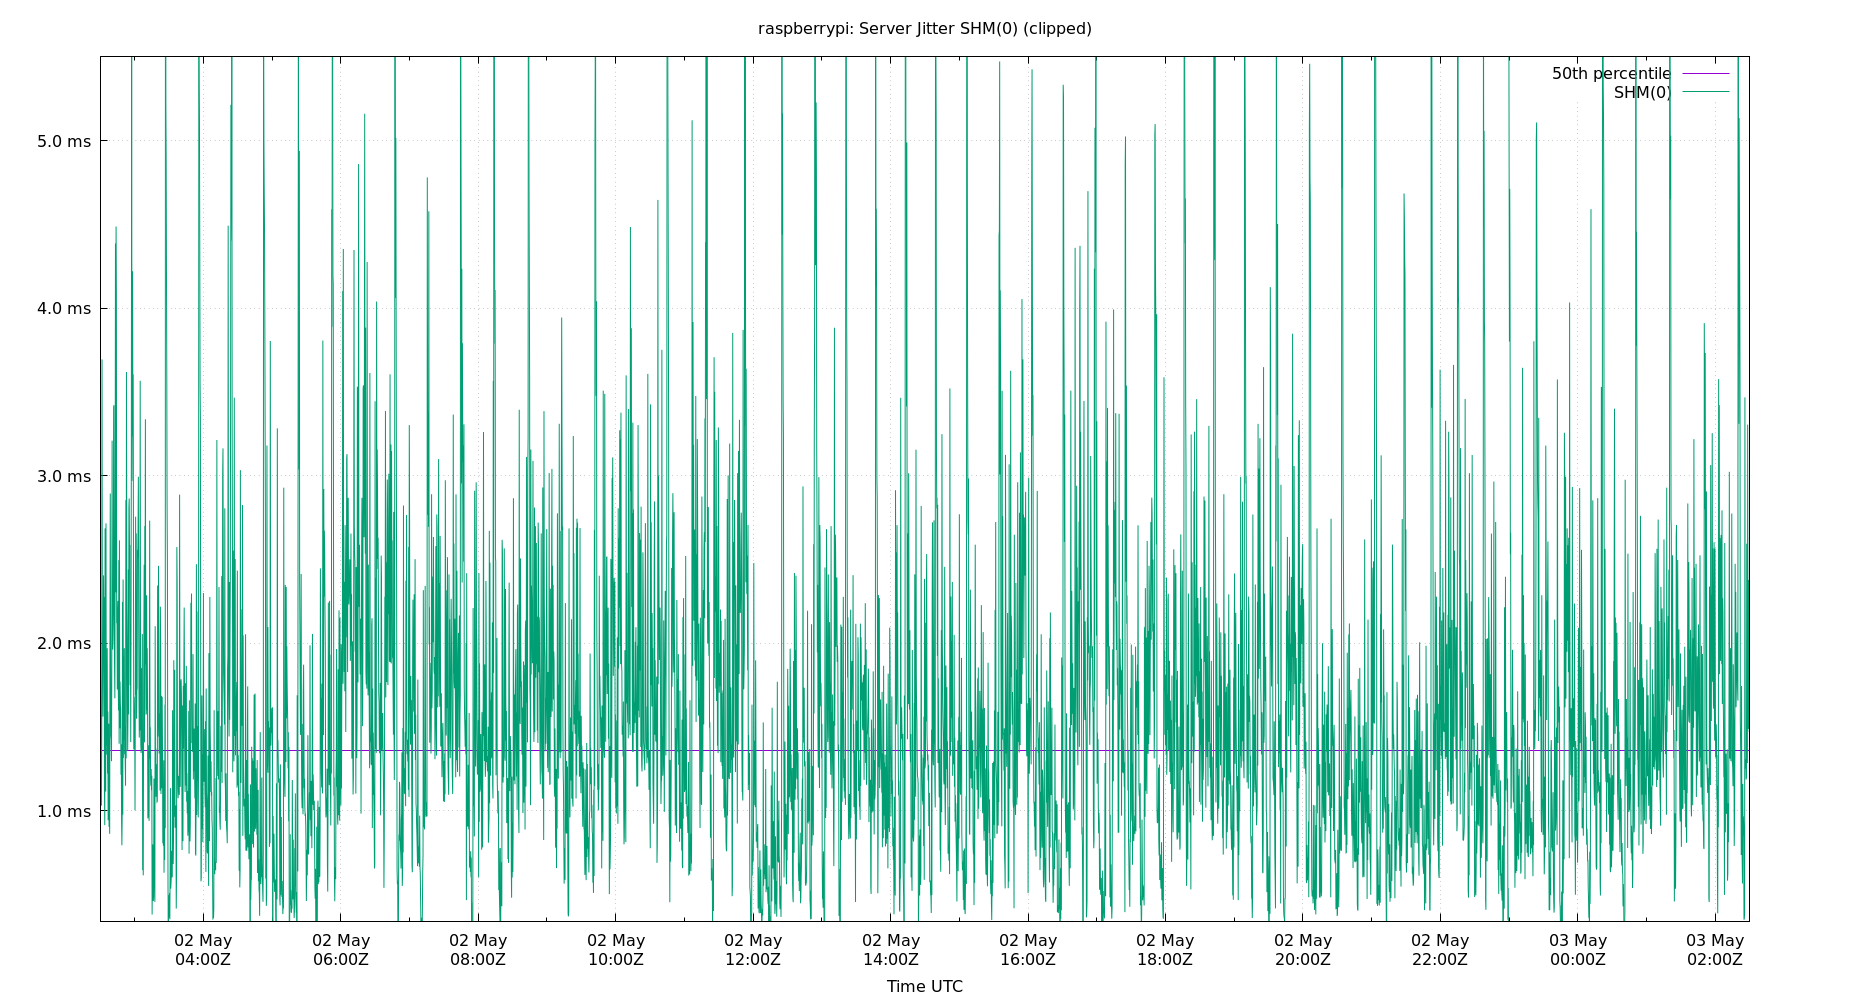 raspberrypi: Server Jitter SHM(0) (clipped)
50th percentile
SHM(0)
5.0 ms
4.0 ms
3.0 ms
2.0 ms
1.0 ms
02 May 02 May 02 May 02 May 02 May 02 May 02 May 02 May 02 May 02 May 03 May 03 May
04:00Z 06:00Z 08:00Z 10:00Z 12:00Z 14:00Z 16:00Z 18:00Z 20:00Z 22:00Z 00:00Z 02:00Z
Time UTC